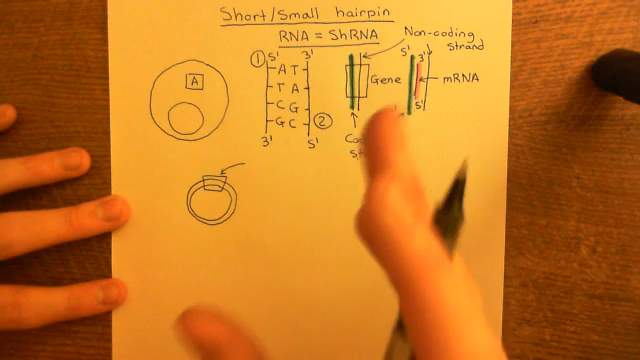 Short/Small hairpin
RNA = ShRNA
Non-coding
strand
① 5' 3'
A T
T A
C G
G C ②
3' 5'
A
Gene
5' 3'
mRNA
5'